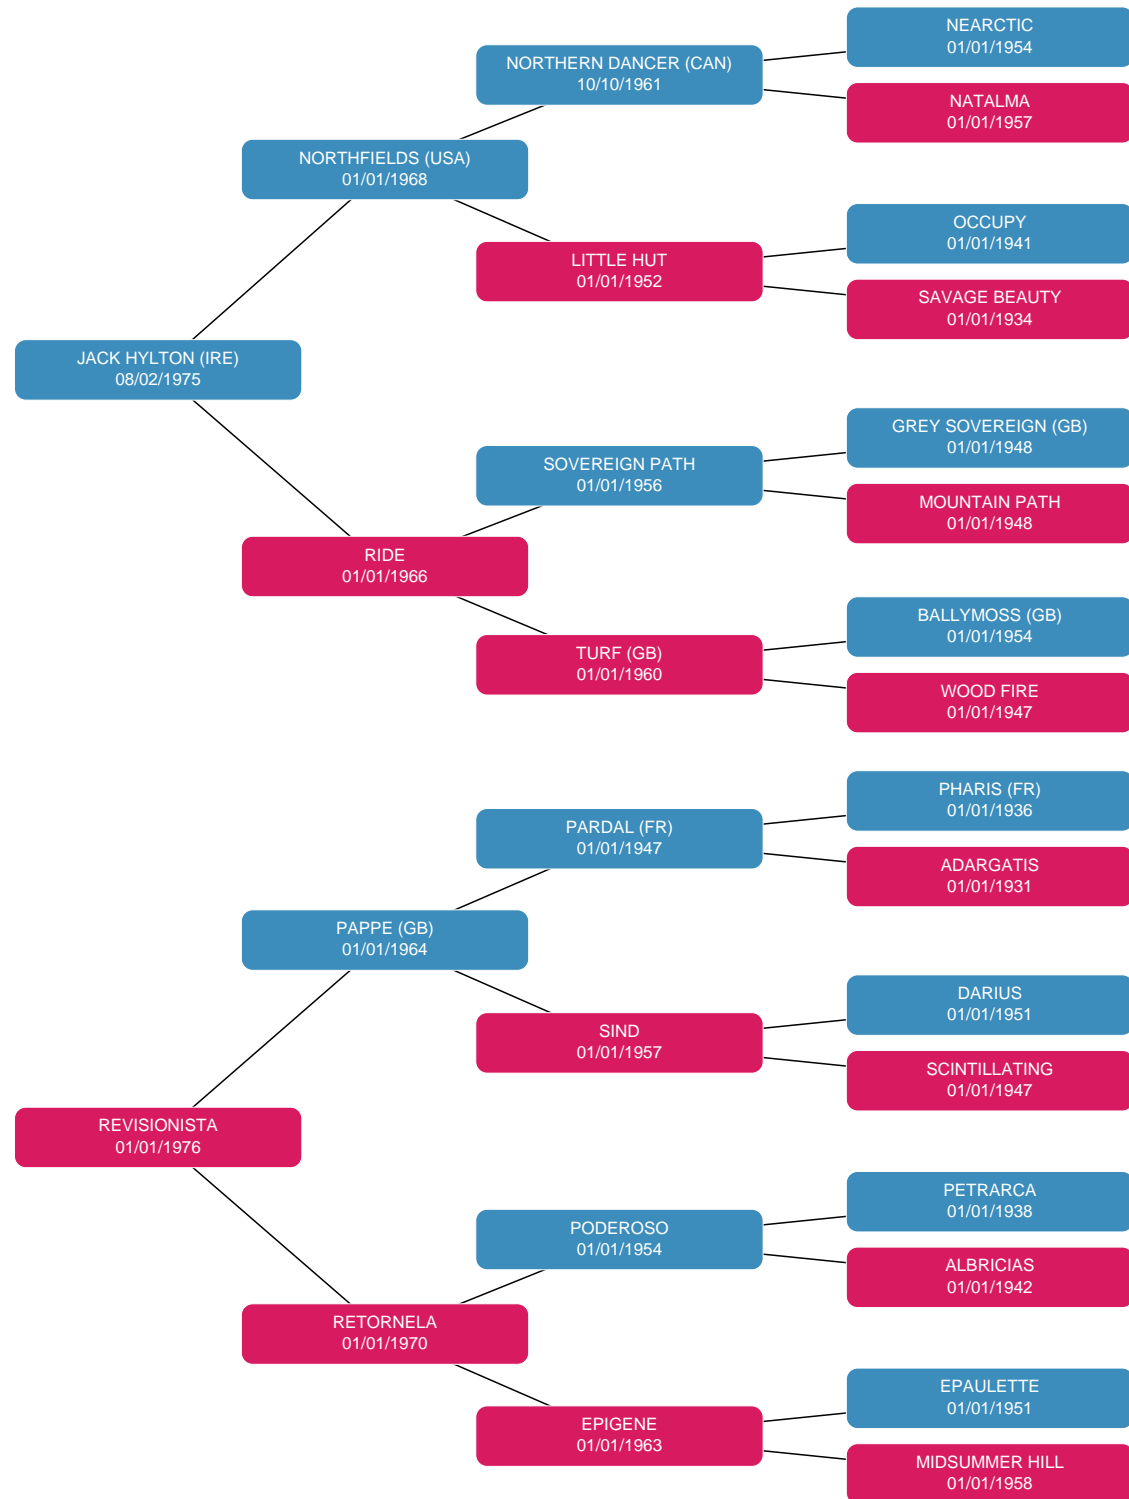 NEARCTIC
01/01/1954
NORTHERN DANCER (CAN)
10/10/1961
NATALMA
01/01/1957
NORTHFIELDS (USA)
01/01/1968
OCCUPY
01/01/1941
LITTLE HUT
01/01/1952
SAVAGE BEAUTY
01/01/1934
JACK HYLTON (IRE)
08/02/1975
GREY SOVEREIGN (GB)
01/01/1948
SOVEREIGN PATH
01/01/1956
MOUNTAIN PATH
01/01/1948
RIDE
01/01/1966
BALLYMOSS (GB)
01/01/1954
TURF (GB)
01/01/1960
WOOD FIRE
01/01/1947
PHARIS (FR)
01/01/1936
PARDAL (FR)
01/01/1947
ADARGATIS
01/01/1931
PAPPE (GB)
01/01/1964
DARIUS
01/01/1951
SIND
01/01/1957
SCINTILLATING
01/01/1947
REVISIONISTA
01/01/1976
PETRARCA
01/01/1938
PODEROSO
01/01/1954
ALBRICIAS
01/01/1942
RETORNELA
01/01/1970
EPAULETTE
01/01/1951
EPIGENE
01/01/1963
MIDSUMMER HILL
01/01/1958